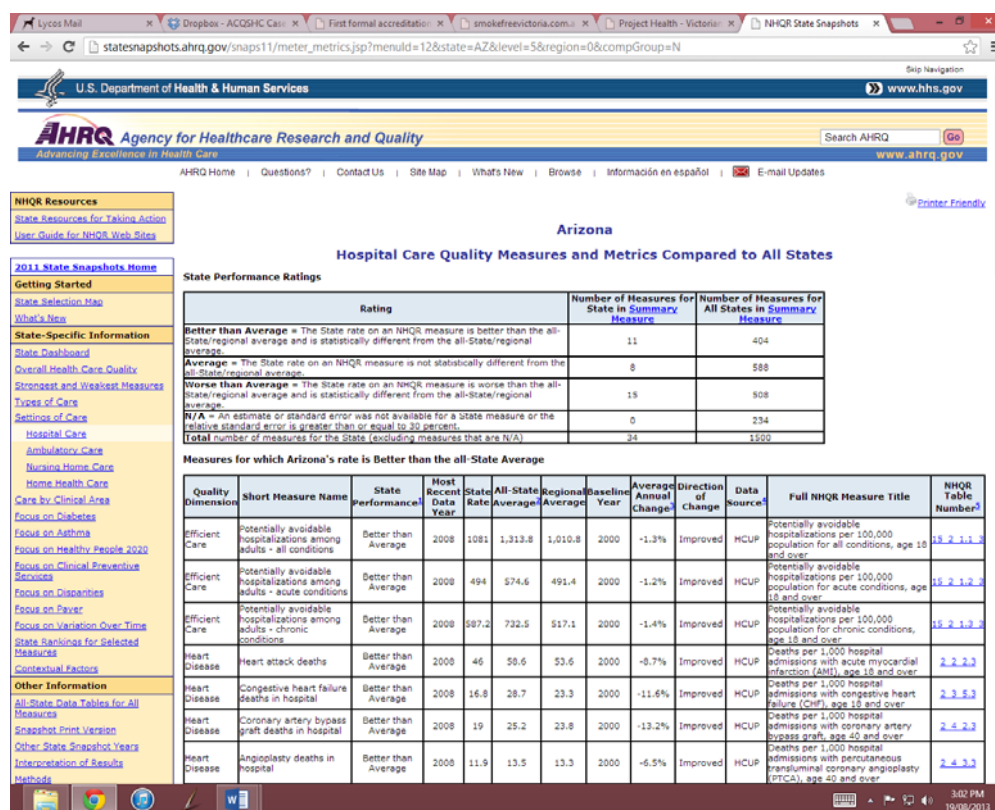 Lycos Mail
Dropbox - ACQSHC Case
First formal accreditation
smokefreevictoria.com.a
Project Health - Victorian
NHQR State Snapshots
statesnapshots.ahrq.gov/snaps11/meter_metrics.jsp?menuId=12&state=AZ&level=5&region=0&compGroup=N
Skip Navigation
U.S. Department of Health & Human Services
www.hhs.gov
AHRQ Agency for Healthcare Research and Quality
Search AHRQ
Go
Advancing Excellence in Health Care
www.ahrq.gov
AHRQ Home | Questions? | Contact Us | Site Map | What's New | Browse | Información en español | E-mail Updates
NHQR Resources
State Resources for Taking Action
User Guide for NHQR Web Sites
2011 State Snapshots Home
Getting Started
State Selection Map
What's New
State-Specific Information
State Dashboard
Overall Health Care Quality
Strongest and Weakest Measures
Types of Care
Settings of Care
Hospital Care
Ambulatory Care
Nursing Home Care
Home Health Care
Care by Clinical Area
Focus on Diabetes
Focus on Asthma
Focus on Healthy People 2020
Focus on Clinical Preventive
Services
Focus on Disparities
Focus on Payer
Focus on Variation Over Time
State Rankings for Selected
Measures
Contextual Factors
Other Information
All-State Data Tables for All
Measures
Snapshot Print Version
Other State Snapshot Years
Interpretation of Results
Methods
Printer Friendly
Arizona
Hospital Care Quality Measures and Metrics Compared to All States
State Performance Ratings
Rating
Number of Measures for
State in Summary
Measure
Number of Measures for
All States in Summary
Measure
Better than Average = The State rate on an NHQR measure is better than the all-
State/regional average and is statistically different from the all-State/regional
average.
11 404
Average = The State rate on an NHQR measure is not statistically different from the
all-State/regional average.
8 588
Worse than Average = The State rate on an NHQR measure is worse than the all-
State/regional average and is statistically different from the all-State/regional
average.
15 508
N/A = An estimate or standard error was not available for a State measure or the
relative standard error is greater than or equal to 30 percent.
0 234
Total number of measures for the State (excluding measures that are N/A) 34 1500
Measures for which Arizona's rate is Better than the all-State Average
Quality
Dimension
Short Measure Name
State
Performance1
Most
Recent
Data
Year
State
Rate
All-State
Average2
Regional
Average
Baseline
Year
Average
Annual
Change3
Direction
of
Change
Data
Source4
Full NHQR Measure Title
NHQR
Table
Number5
Efficient
Care
Potentially avoidable
hospitalizations among
adults - all conditions
Better than
Average
2008 1081 1,313.8 1,010.8 2000 -1.3% Improved HCUP
Potentially avoidable
hospitalizations per 100,000
population for all conditions, age 18
and over
15_2_1.1_3
Efficient
Care
Potentially avoidable
hospitalizations among
adults - acute conditions
Better than
Average
2008 494 574.6 491.4 2000 -1.2% Improved HCUP
Potentially avoidable
hospitalizations per 100,000
population for acute conditions, age
18 and over
15_2_1.2_3
Efficient
Care
Potentially avoidable
hospitalizations among
adults - chronic
conditions
Better than
Average
2008 587.2 732.5 517.1 2000 -1.4% Improved HCUP
Potentially avoidable
hospitalizations per 100,000
population for chronic conditions,
age 18 and over
15_2_1.3_3
Heart
Disease
Heart attack deaths
Better than
Average
2008 46 58.6 53.6 2000 -8.7% Improved HCUP
Deaths per 1,000 hospital
admissions with acute myocardial
infarction (AMI), age 18 and over
2_2_2.3
Heart
Disease
Congestive heart failure
deaths in hospital
Better than
Average
2008 16.8 28.7 23.3 2000 -11.6% Improved HCUP
Deaths per 1,000 hospital
admissions with congestive heart
failure (CHF), age 18 and over
2_3_5.3
Heart
Disease
Coronary artery bypass
graft deaths in hospital
Better than
Average
2008 19 25.2 23.8 2000 -13.2% Improved HCUP
Deaths per 1,000 hospital
admissions with coronary artery
bypass graft, age 40 and over
2_4_2.3
Heart
Disease
Angioplasty deaths in
hospital
Better than
Average
2008 11.9 13.5 13.3 2000 -6.5% Improved HCUP
Deaths per 1,000 hospital
admissions with percutaneous
transluminal coronary angioplasty
(PTCA), age 40 and over
2_4_3.3
3:02 PM
19/08/2013